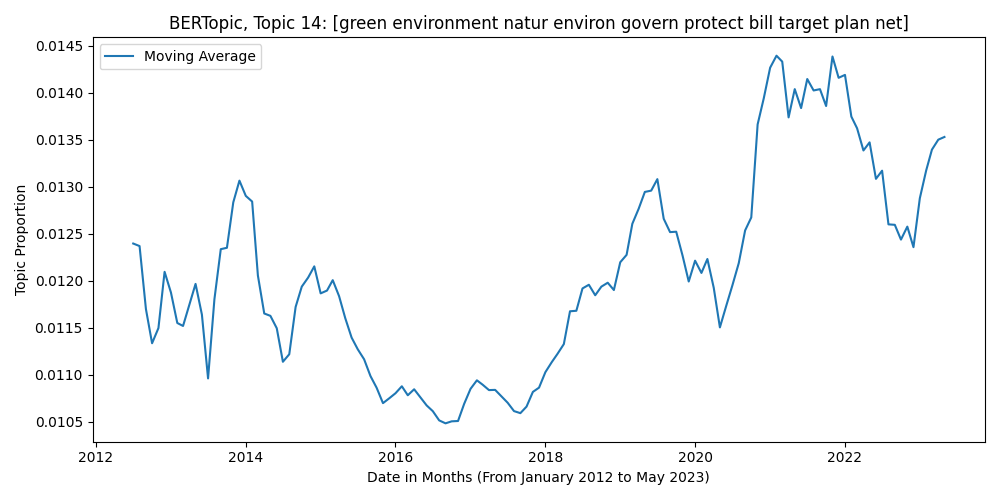 BERTopic, Topic 14: [green environment natur environ govern protect bill target plan net]
Moving Average
Topic Proportion
0.0145
0.0140
0.0135
0.0130
0.0125
0.0120
0.0115
0.0110
0.0105
2012 2014 2016 2018 2020 2022
Date in Months (From January 2012 to May 2023)